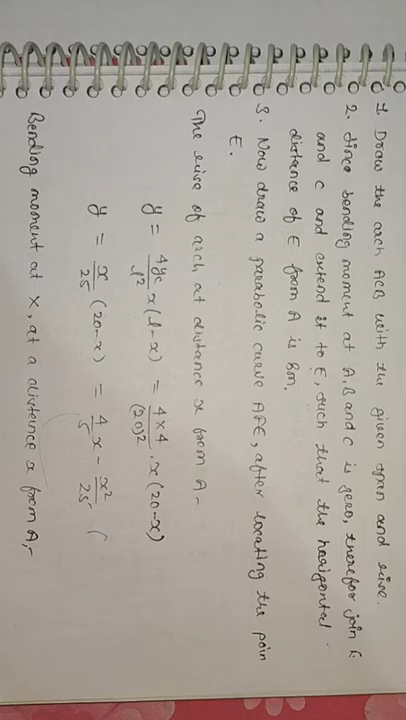 1. Draw the arch ACB with the given span and rise.
2. Since bending moment at A, B and C is zero, therefor join
and C and extend it to E, such that the horizontal
distance of E from A is 8m.
3. Now draw a parabolic curve APE, after locating the poin
E.
The rise of arch at distance x from A -
y = 4yc/l² x (l-x) = 4×4/(20)² . x (20-x)
y = x/25 (20-x) = 4/5 x - x²/25 (
Bending moment at X, at a distance x from A,-